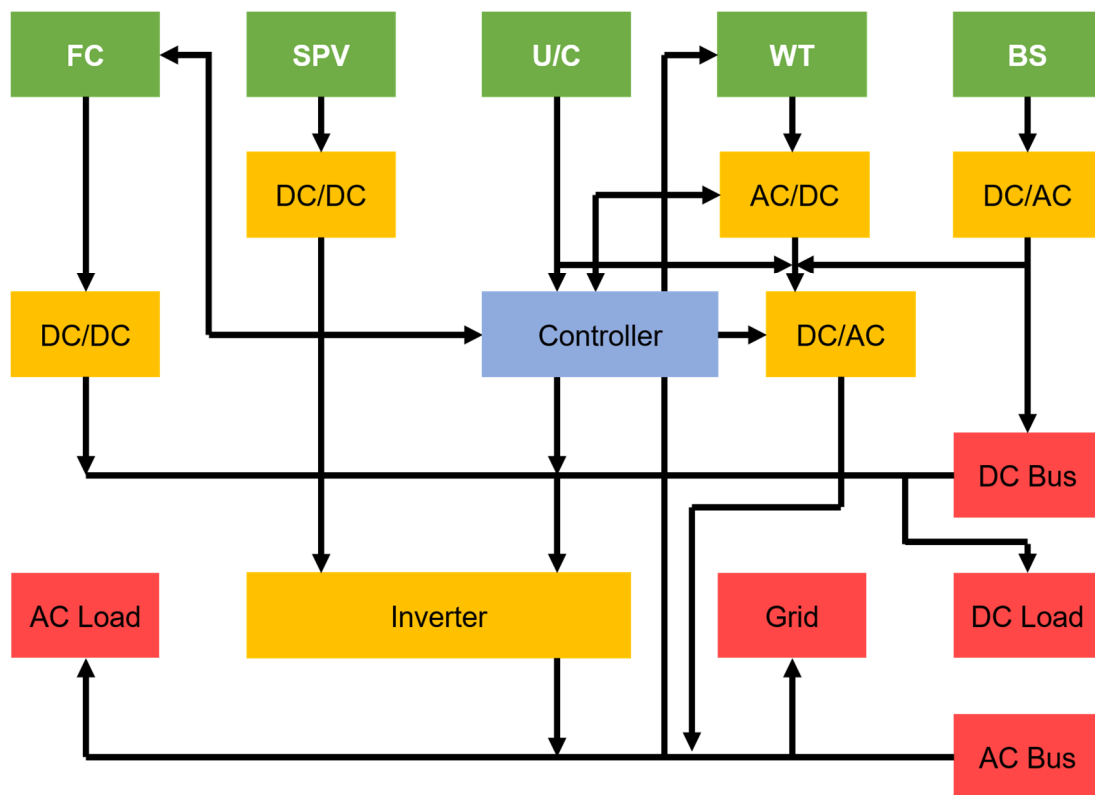 FC
SPV
U/C
WT
BS
DC/DC
AC/DC
DC/AC
DC/DC
Controller
DC/AC
DC Bus
AC Load
Inverter
Grid
DC Load
AC Bus